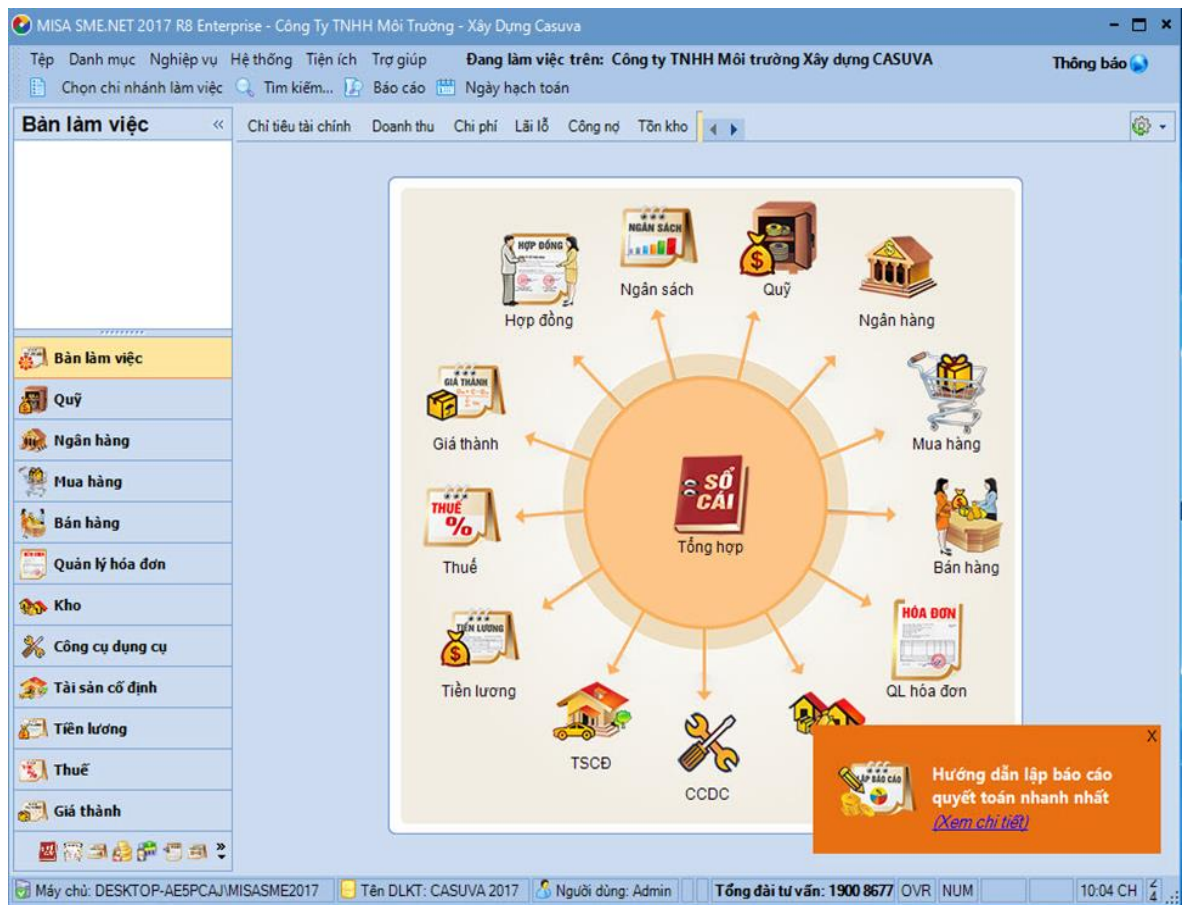 MISA SME.NET 2017 R8 Enterprise - Công Ty TNHH Môi Trường - Xây Dựng Casuva
Tệp Danh mục Nghiệp vụ Hệ thống Tiện ích Trợ giúp Đang làm việc trên: Công ty TNHH Môi trường Xây dựng CASUVA Thông báo
Chọn chi nhánh làm việc Tìm kiếm... Báo cáo Ngày hạch toán
Bàn làm việc «
Chỉ tiêu tài chính Doanh thu Chi phí Lãi lỗ Công nợ Tồn kho
Bàn làm việc
Quỹ
Ngân hàng
Mua hàng
Bán hàng
Quản lý hóa đơn
Kho
Công cụ dụng cụ
Tài sản cố định
Tiền lương
Thuế
Giá thành
HỢP ĐỒNG
Hợp đồng
NGÂN SÁCH
Ngân sách
Quỹ
Ngân hàng
GIÁ THÀNH
Giá thành
Mua hàng
SỔ
CÁI
Tổng hợp
THUẾ
%
Thuế
Bán hàng
TIỀN LƯƠNG
Tiền lương
HÓA ĐƠN
QL hóa đơn
TSCĐ
CCDC
X
LẬP BÁO CÁO
Hướng dẫn lập báo cáo
quyết toán nhanh nhất
(Xem chi tiết)
Máy chủ: DESKTOP-AE5PCAJ\MISASME2017 Tên DLKT: CASUVA 2017 Người dùng: Admin Tổng đài tư vấn: 1900 8677 OVR NUM 10:04 CH